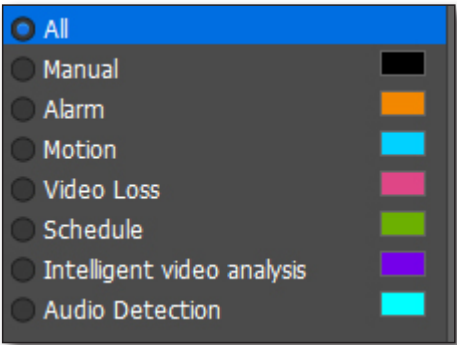 All
Manual
Alarm
Motion
Video Loss
Schedule
Intelligent video analysis
Audio Detection